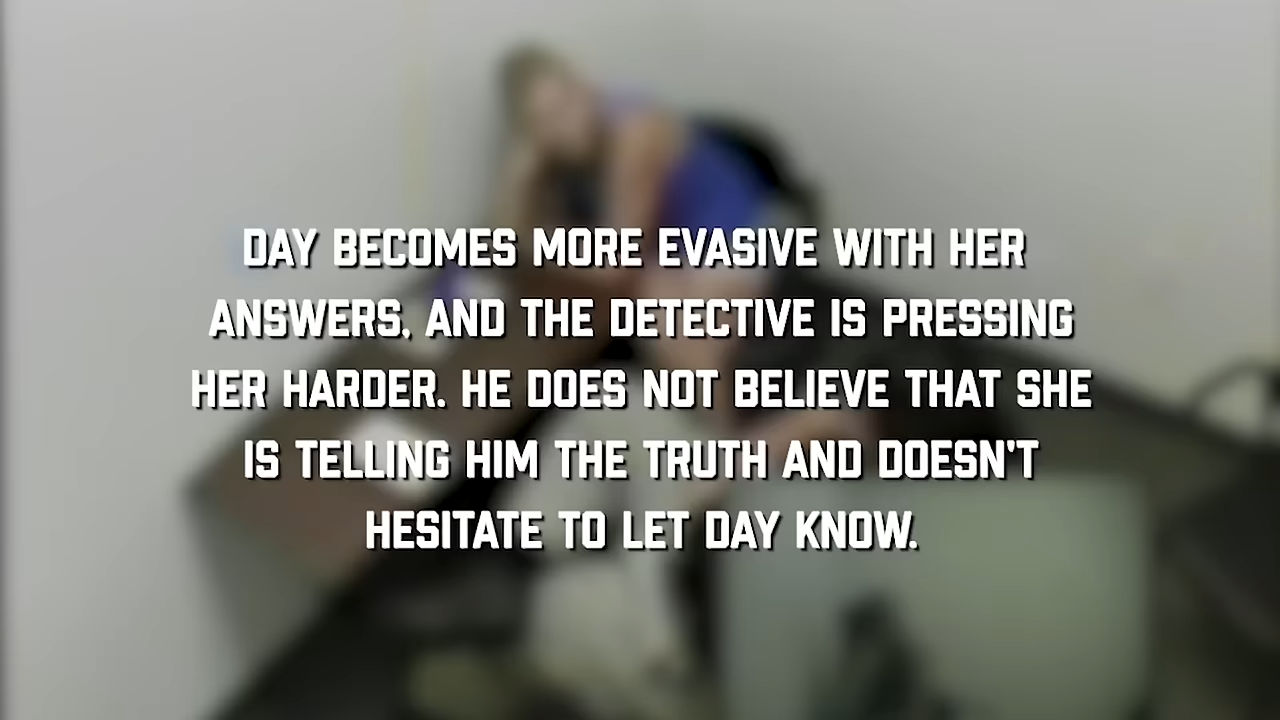 DAY BECOMES MORE EVASIVE WITH HER
ANSWERS, AND THE DETECTIVE IS PRESSING
HER HARDER. HE DOES NOT BELIEVE THAT SHE
IS TELLING HIM THE TRUTH AND DOESN'T
HESITATE TO LET DAY KNOW.